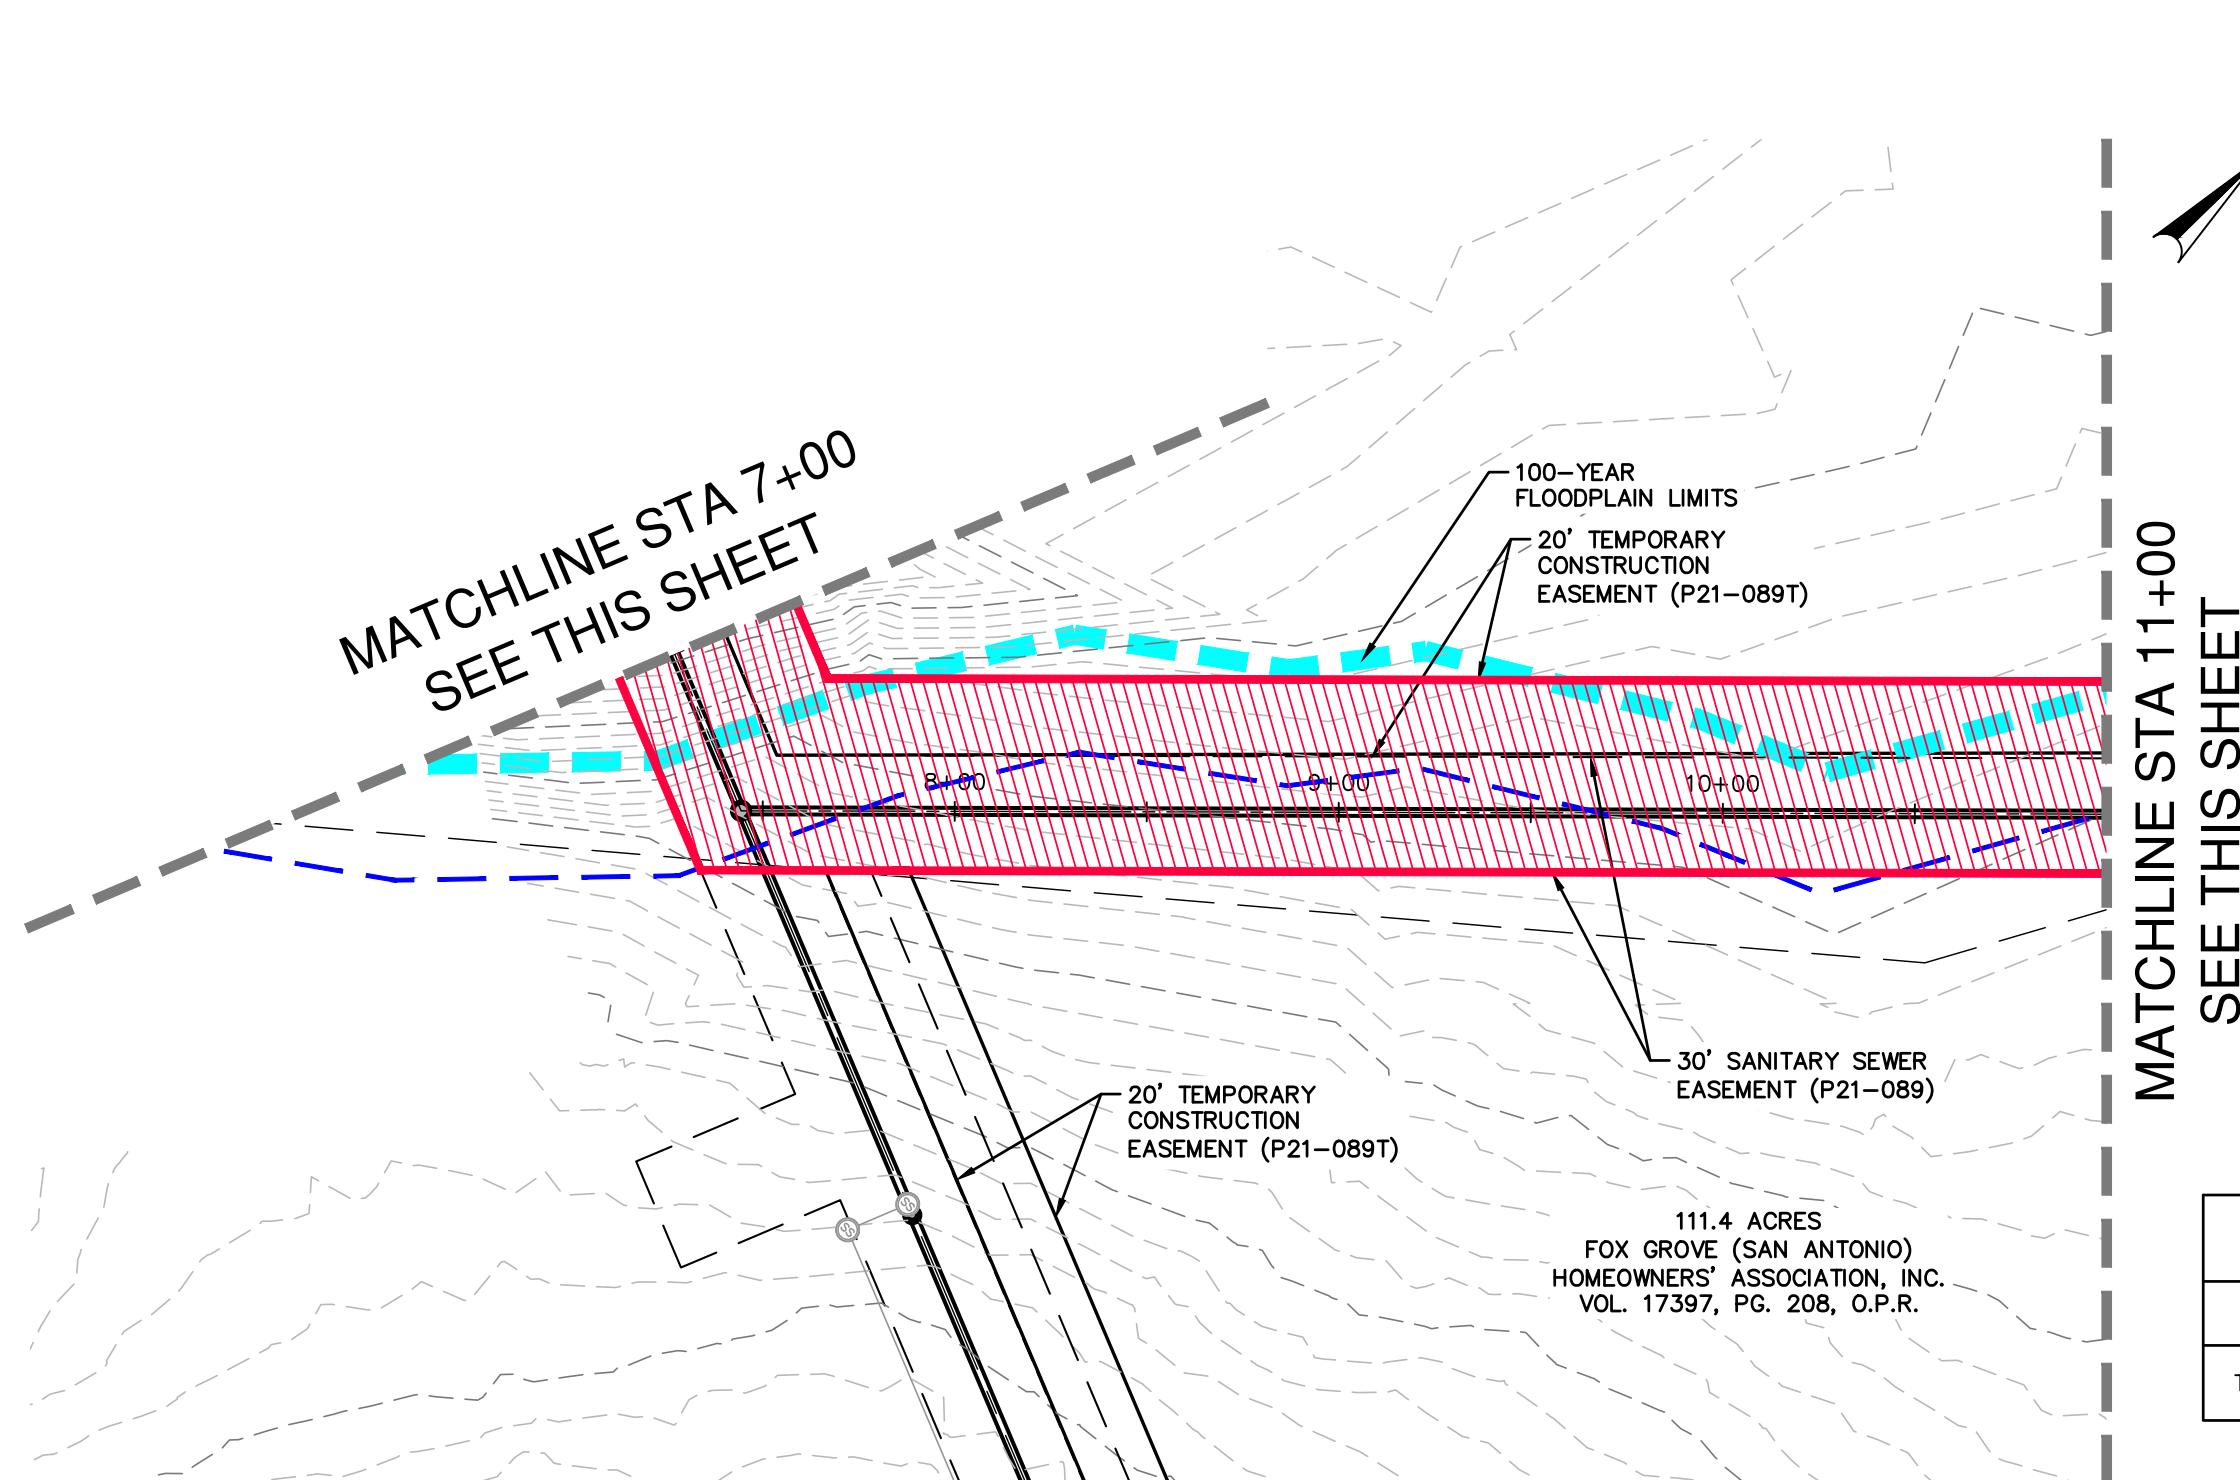 MATCHLINE STA 7+00
SEE THIS SHEET
100-YEAR
FLOODPLAIN LIMITS
20' TEMPORARY
CONSTRUCTION
EASEMENT (P21-089T)
8+00
9+00
10+00
MATCHLINE STA 11+00
SEE THIS SHEET
30' SANITARY SEWER
EASEMENT (P21-089)
20' TEMPORARY
CONSTRUCTION
EASEMENT (P21-089T)
SS
SS
111.4 ACRES
FOX GROVE (SAN ANTONIO)
HOMEOWNERS' ASSOCIATION, INC.
VOL. 17397, PG. 208, O.P.R.